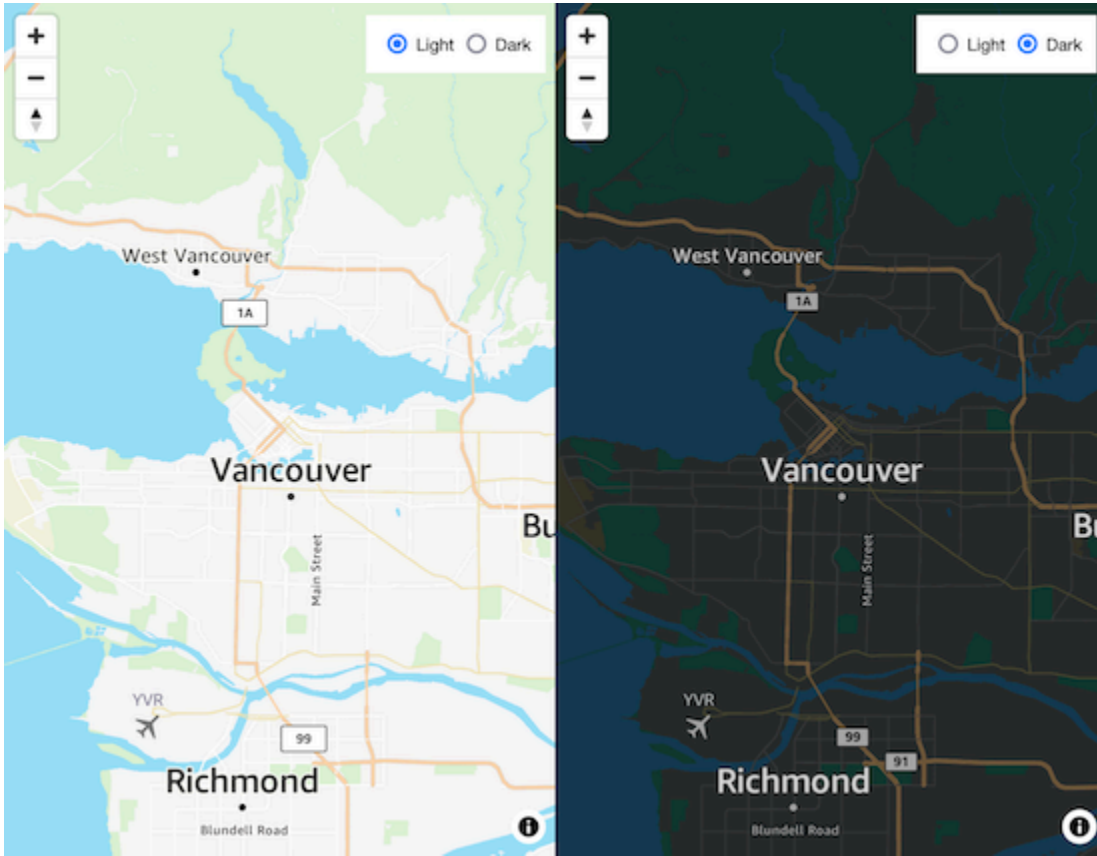 Light Dark
West Vancouver
1A
Vancouver
Bu
Main Street
YVR
99
Richmond
Blundell Road
Light Dark
West Vancouver
1A
Vancouver
B
Main Street
YVR
99
91
Richmond
Blundell Road